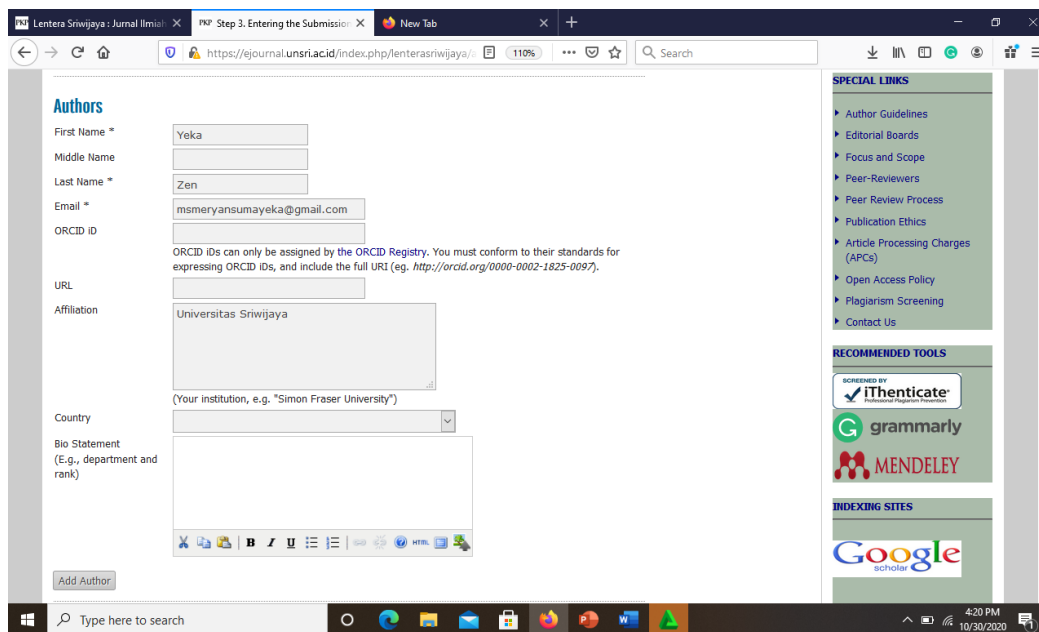 Lentera Sriwijaya : Jurnal Ilmiah
PKP Step 3. Entering the Submission
New Tab
https://ejournal.unsri.ac.id/index.php/lenterasriwijaya/
110%
Search
Authors
First Name *
Yeka
Middle Name
Last Name *
Zen
Email *
msmeryansumayeka@gmail.com
ORCID iD
ORCID iDs can only be assigned by the ORCID Registry. You must conform to their standards for
expressing ORCID iDs, and include the full URI (eg. http://orcid.org/0000-0002-1825-0097).
URL
Affiliation
Universitas Sriwijaya
(Your institution, e.g. "Simon Fraser University")
Country
Bio Statement
(E.g., department and
rank)
B I U
HTML
Add Author
SPECIAL LINKS
Author Guidelines
Editorial Boards
Focus and Scope
Peer-Reviewers
Peer Review Process
Publication Ethics
Article Processing Charges
(APCs)
Open Access Policy
Plagiarism Screening
Contact Us
RECOMMENDED TOOLS
SCREENED BY
iThenticate
Professional Plagiarism Prevention
grammarly
MENDELEY
INDEXING SITES
Google
scholar
Type here to search
4:20 PM
10/30/2020